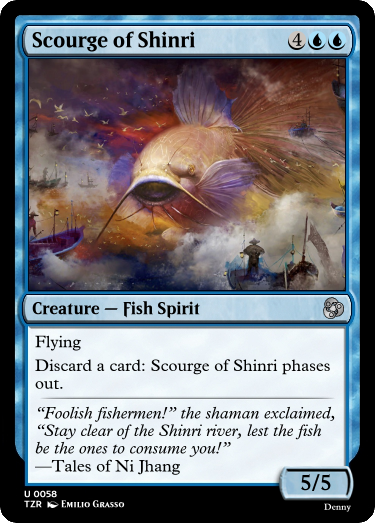 Scourge of Shinri 4
Creature — Fish Spirit
Flying
Discard a card: Scourge of Shinri phases
out.
“Foolish fishermen!” the shaman exclaimed,
“Stay clear of the Shinri river, lest the fish
be the ones to consume you!”
—Tales of Ni Jhang
5/5
U 0058
TZR Emilio Grasso
Denny